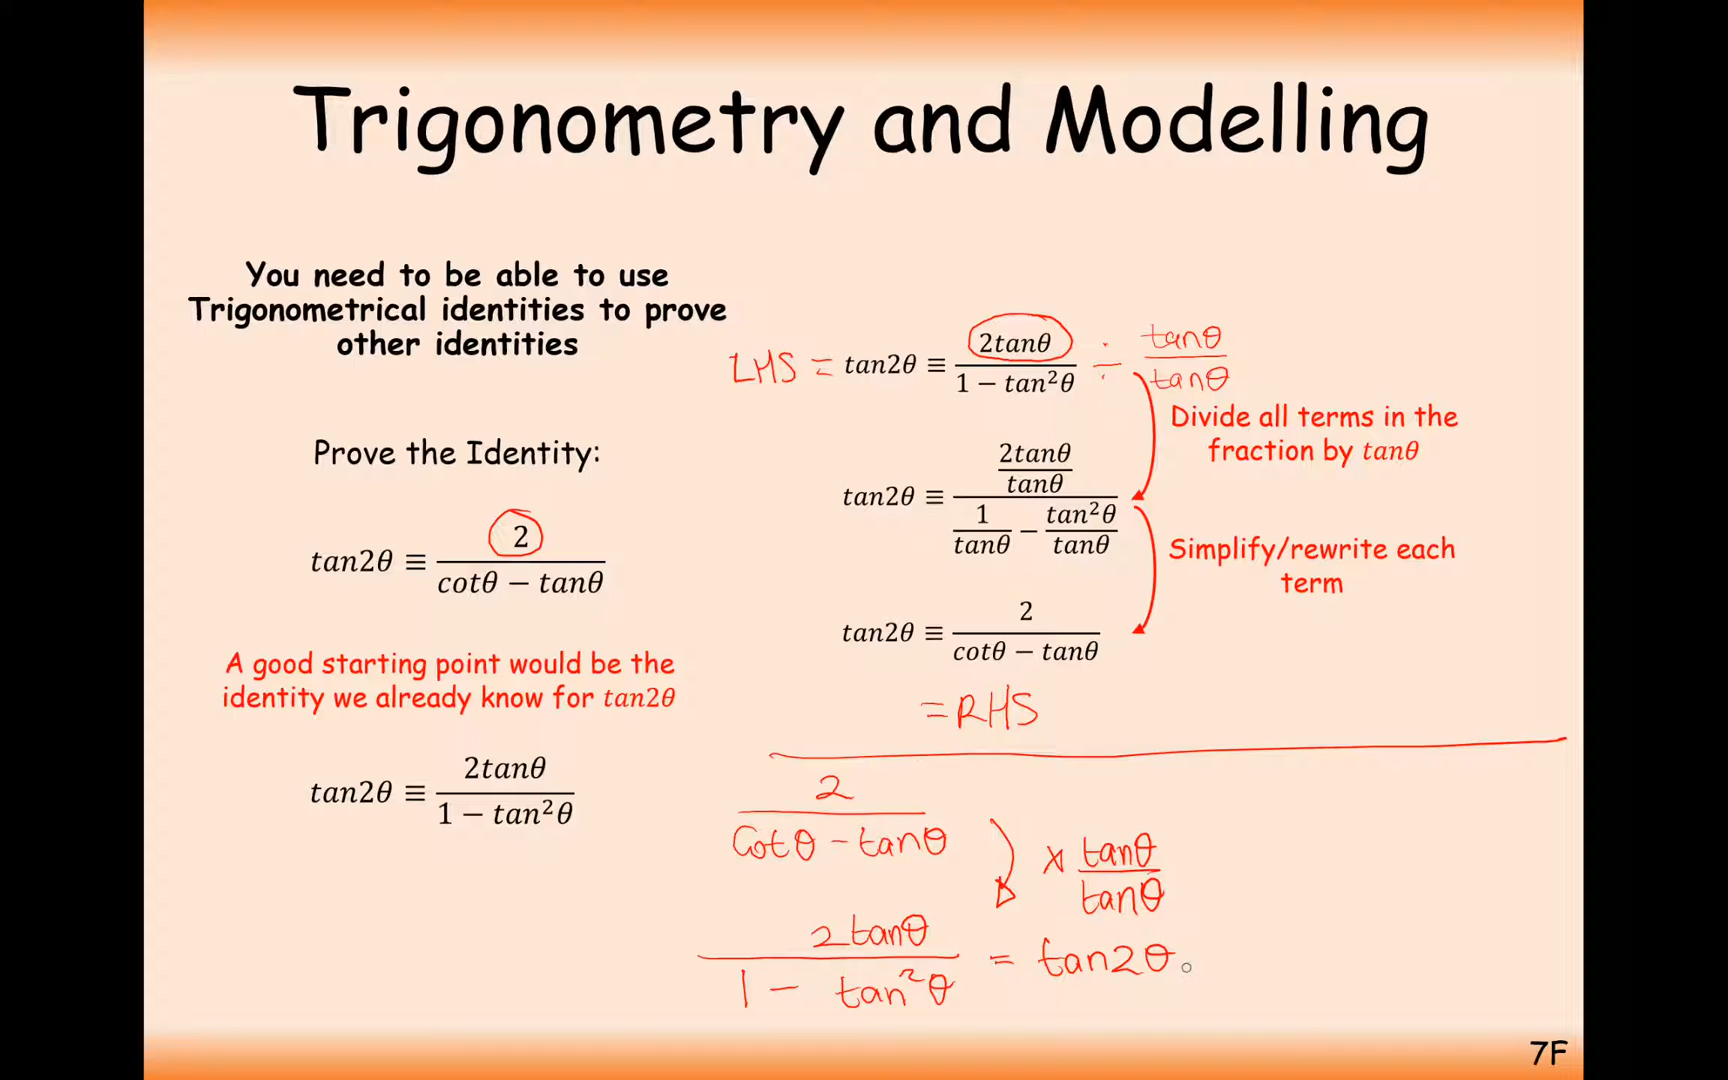 Trigonometry and Modelling
You need to be able to use
Trigonometrical identities to prove
other identities
Prove the Identity:
tan2θ ≡ 2 / (cotθ − tanθ)
A good starting point would be the
identity we already know for tan2θ
tan2θ ≡ 2tanθ / (1 − tan²θ)
LHS = tan2θ ≡ 2tanθ / (1 − tan²θ) ÷ tanθ / tanθ
Divide all terms in the
fraction by tanθ
tan2θ ≡ (2tanθ / tanθ) / (1 / tanθ − tan²θ / tanθ)
Simplify/rewrite each
term
tan2θ ≡ 2 / (cotθ − tanθ)
= RHS
2 / (Cotθ − tanθ)
× tanθ / tanθ
2tanθ / (1 − tan²θ) = tan2θ.
7F